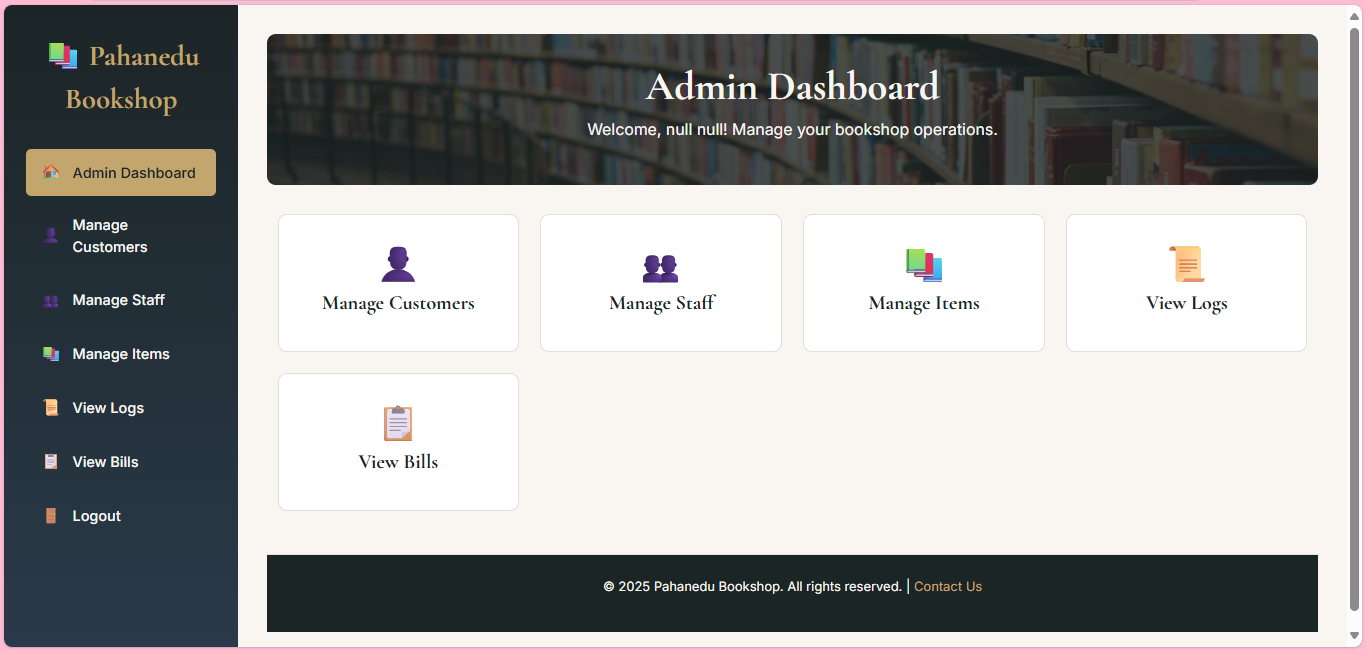 Pahanedu
Bookshop
Admin Dashboard
Manage
Customers
Manage Staff
Manage Items
View Logs
View Bills
Logout
Admin Dashboard
Welcome, null null! Manage your bookshop operations.
Manage Customers
Manage Staff
Manage Items
View Logs
View Bills
© 2025 Pahanedu Bookshop. All rights reserved. | Contact Us